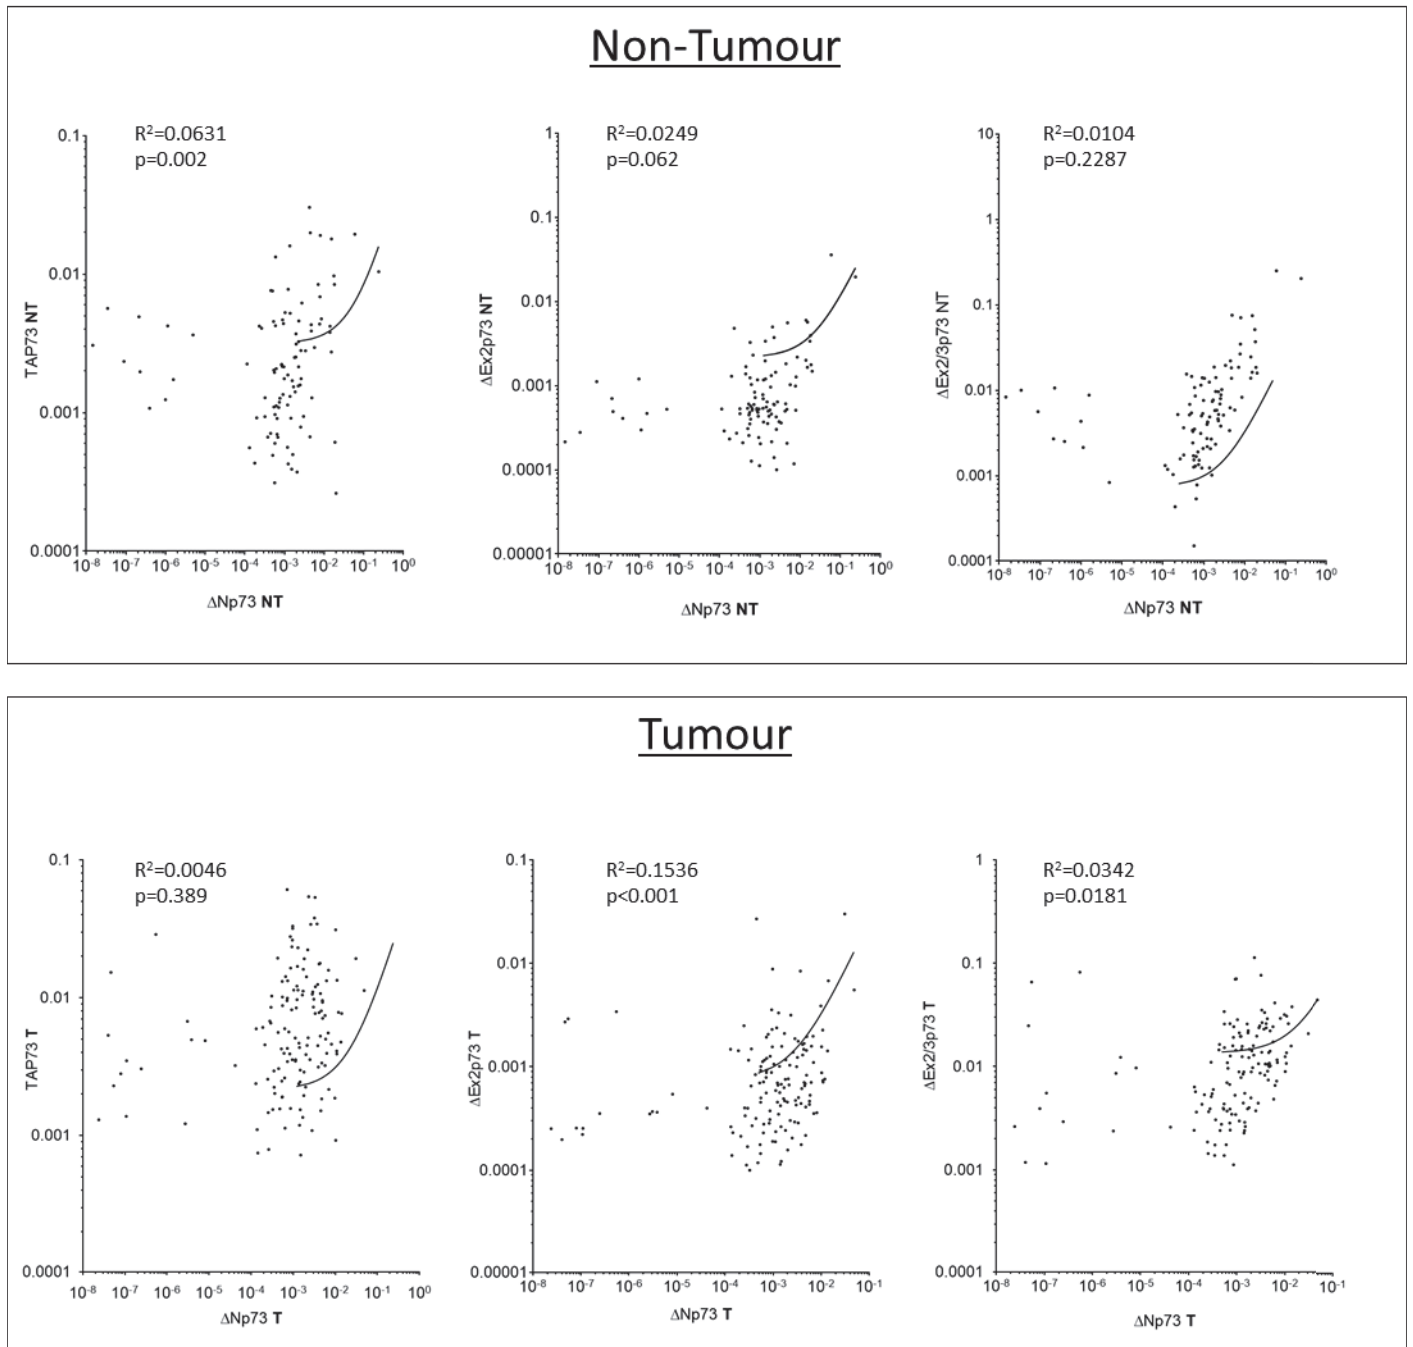 Non-Tumour
R²=0.0631
p=0.002
0.1
0.01
0.001
0.0001
TAP73 NT
10⁻⁸ 10⁻⁷ 10⁻⁶ 10⁻⁵ 10⁻⁴ 10⁻³ 10⁻² 10⁻¹ 10⁰
ΔNp73 NT
R²=0.0249
p=0.062
1
0.1
0.01
0.001
0.0001
0.00001
ΔEx2p73 NT
10⁻⁸ 10⁻⁷ 10⁻⁶ 10⁻⁵ 10⁻⁴ 10⁻³ 10⁻² 10⁻¹ 10⁰
ΔNp73 NT
R²=0.0104
p=0.2287
10
1
0.1
0.01
0.001
0.0001
ΔEx2/3p73 NT
10⁻⁸ 10⁻⁷ 10⁻⁶ 10⁻⁵ 10⁻⁴ 10⁻³ 10⁻² 10⁻¹ 10⁰
ΔNp73 NT
Tumour
R²=0.0046
p=0.389
0.1
0.01
0.001
0.0001
TAP73 T
10⁻⁸ 10⁻⁷ 10⁻⁶ 10⁻⁵ 10⁻⁴ 10⁻³ 10⁻² 10⁻¹ 10⁰
ΔNp73 T
R²=0.1536
p<0.001
0.1
0.01
0.001
0.0001
0.00001
ΔEx2p73 T
10⁻⁸ 10⁻⁷ 10⁻⁶ 10⁻⁵ 10⁻⁴ 10⁻³ 10⁻² 10⁻¹
ΔNp73 T
R²=0.0342
p=0.0181
1
0.1
0.01
0.001
0.0001
ΔEx2/3p73 T
10⁻⁸ 10⁻⁷ 10⁻⁶ 10⁻⁵ 10⁻⁴ 10⁻³ 10⁻² 10⁻¹
ΔNp73 T